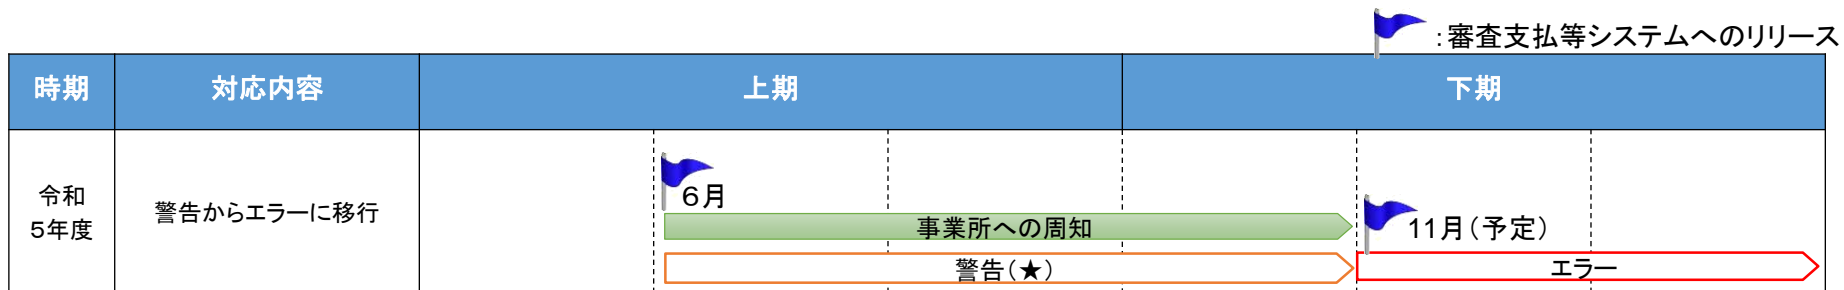 ：審査支払等システムへのリリース
時期 対応内容 上期 下期
令和
５年度
警告からエラーに移行
６月
事業所への周知
11月（予定）
警告（★）
エラー